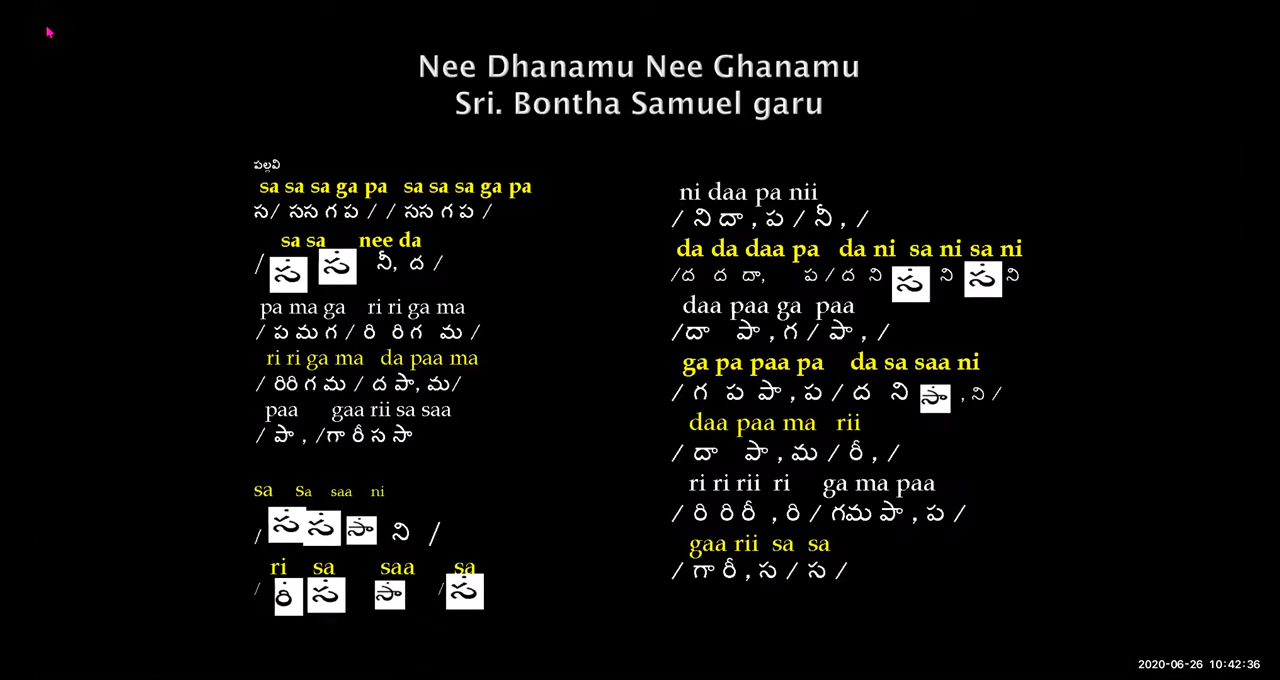 Nee Dhanamu Nee Ghanamu
Sri. Bontha Samuel garu
పల్లవి
sa sa sa ga pa sa sa sa ga pa
స/ సస గ ప / / సస గ ప /
sa sa nee da
/ స̇ స̇ నీ, ద /
pa ma ga ri ri ga ma
/ ప మ గ / రి రి గ మ /
ri ri ga ma da paa ma
/ రిరి గ మ / ద పా, మ/
paa gaa rii sa saa
/ పా , /గా రీ స సా
sa sa saa ni
/ స̇ స̇ సా̇ ని /
ri sa saa sa
/ రి̇ స̇ సా̇ / స̇
ni daa pa nii
/ ని దా , ప / నీ , /
da da daa pa da ni sa ni sa ni
/ద ద దా, ప / ద ని స̇ ని స̇ ని
daa paa ga paa
/దా పా , గ / పా , /
ga pa paa pa da sa saa ni
/ గ ప పా , ప / ద ని సా̇ , ని /
daa paa ma rii
/ దా పా , మ / రీ , /
ri ri rii ri ga ma paa
/ రి రి రీ , రి / గమ పా , ప /
gaa rii sa sa
/ గా రీ , స / స /
2020-06-26 10:42:36